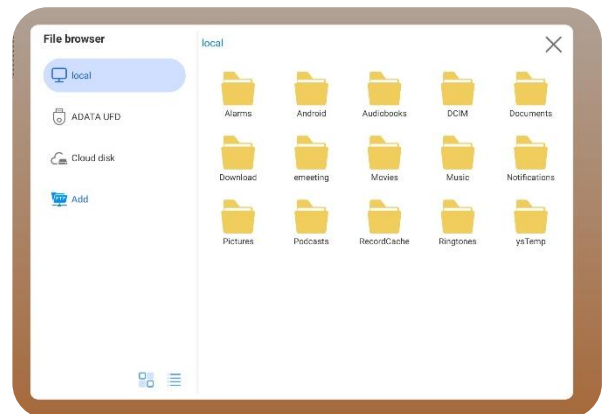 File browser
local
ADATA UFD
Cloud disk
Add
local
Alarms Android Audiobooks DCIM Documents
Download emeeting Movies Music Notifications
Pictures Podcasts RecordCache Ringtones ysTemp